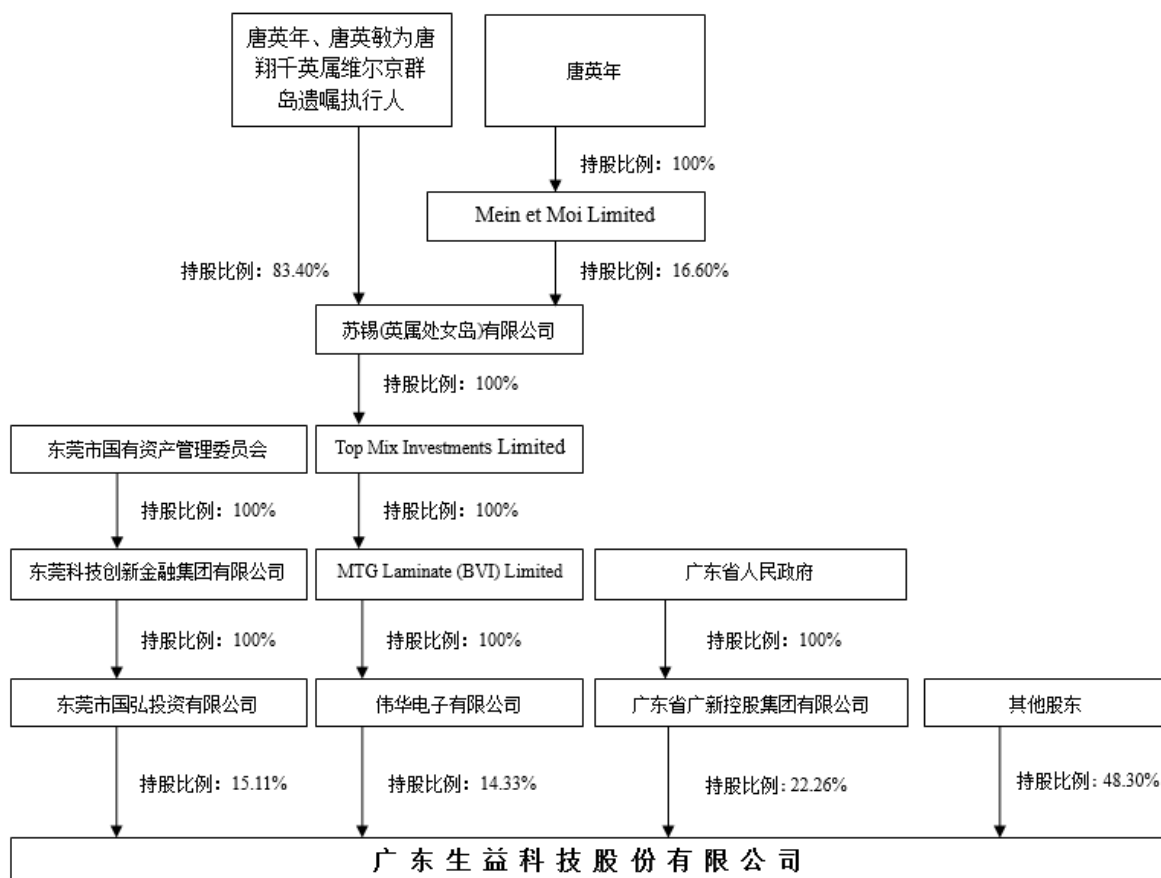 唐英年、唐英敏为唐
翔千英属维尔京群
岛遗嘱执行人
唐英年
持股比例：100%
Mein et Moi Limited
持股比例：83.40%
持股比例：16.60%
苏锡(英属处女岛)有限公司
持股比例：100%
东莞市国有资产管理委员会
Top Mix Investments Limited
持股比例：100%
持股比例：100%
东莞科技创新金融集团有限公司
MTG Laminate (BVI) Limited
广东省人民政府
持股比例：100%
持股比例：100%
持股比例：100%
东莞市国弘投资有限公司
伟华电子有限公司
广东省广新控股集团有限公司
其他股东
持股比例：15.11%
持股比例：14.33%
持股比例：22.26%
持股比例：48.30%
广东生益科技股份有限公司